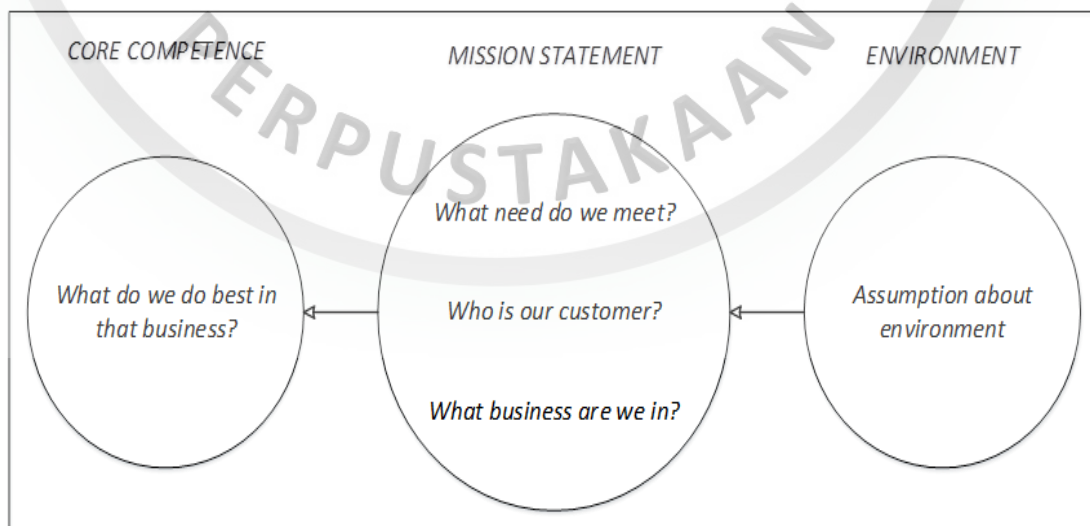 CORE COMPETENCE
MISSION STATEMENT
ENVIRONMENT
PERPUSTAKAAN
What need do we meet?
What do we do best in
that business?
Who is our customer?
Assumption about
environment
What business are we in?